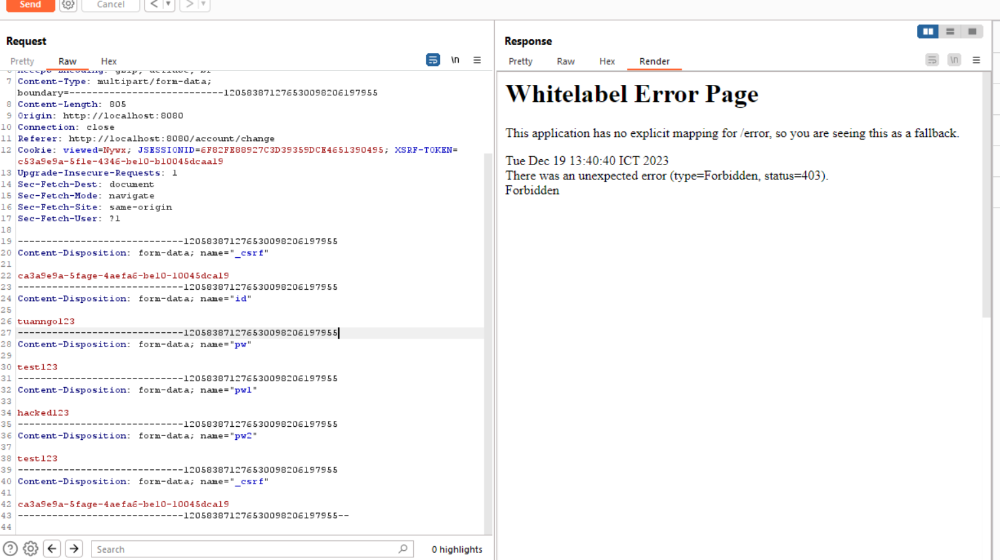 Send
Cancel
< ▼
> ▼
Request
Pretty Raw Hex
\n
7 Content-Type: multipart/form-data;
boundary=---------------------------120583871276530098206197955
8 Content-Length: 805
9 Origin: http://localhost:8080
10 Connection: close
11 Referer: http://localhost:8080/account/change
12 Cookie: viewed=Nywx; JSESSIONID=6F82FE88927C3D39359DCE4651390495; XSRF-TOKEN=
c53a9e9a-5f1e-4346-be10-b10045dcaa19
13 Upgrade-Insecure-Requests: 1
14 Sec-Fetch-Dest: document
15 Sec-Fetch-Mode: navigate
16 Sec-Fetch-Site: same-origin
17 Sec-Fetch-User: ?1
18
19 -----------------------------120583871276530098206197955
20 Content-Disposition: form-data; name="_csrf"
21
22 ca3a9e9a-5fage-4aefa6-be10-10045dca19
23 -----------------------------120583871276530098206197955
24 Content-Disposition: form-data; name="id"
25
26 tuanngo123
27 -----------------------------120583871276530098206197955
28 Content-Disposition: form-data; name="pw"
29
30 test123
31 -----------------------------120583871276530098206197955
32 Content-Disposition: form-data; name="pw1"
33
34 hacked123
35 -----------------------------120583871276530098206197955
36 Content-Disposition: form-data; name="pw2"
37
38 test123
39 -----------------------------120583871276530098206197955
40 Content-Disposition: form-data; name="_csrf"
41
42 ca3a9e9a-5fage-4aefa6-be10-10045dca19
43 -----------------------------120583871276530098206197955--
44
Search
0 highlights
Response
Pretty Raw Hex Render
\n
Whitelabel Error Page
This application has no explicit mapping for /error, so you are seeing this as a fallback.
Tue Dec 19 13:40:40 ICT 2023
There was an unexpected error (type=Forbidden, status=403).
Forbidden